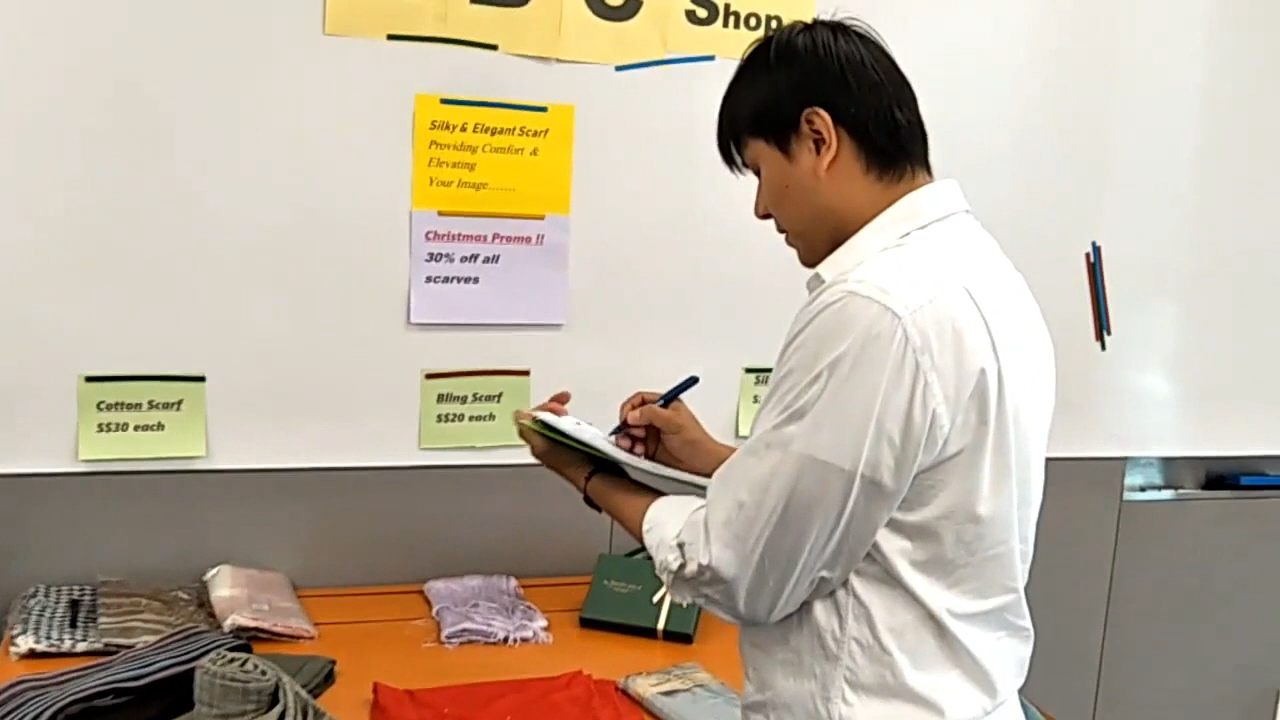 B C Shop
Silky & Elegant Scarf
Providing Comfort &
Elevating
Your Image.......
Christmas Promo !!
30% off all
scarves
Cotton Scarf
S$30 each
Bling Scarf
S$20 each
Sil
S